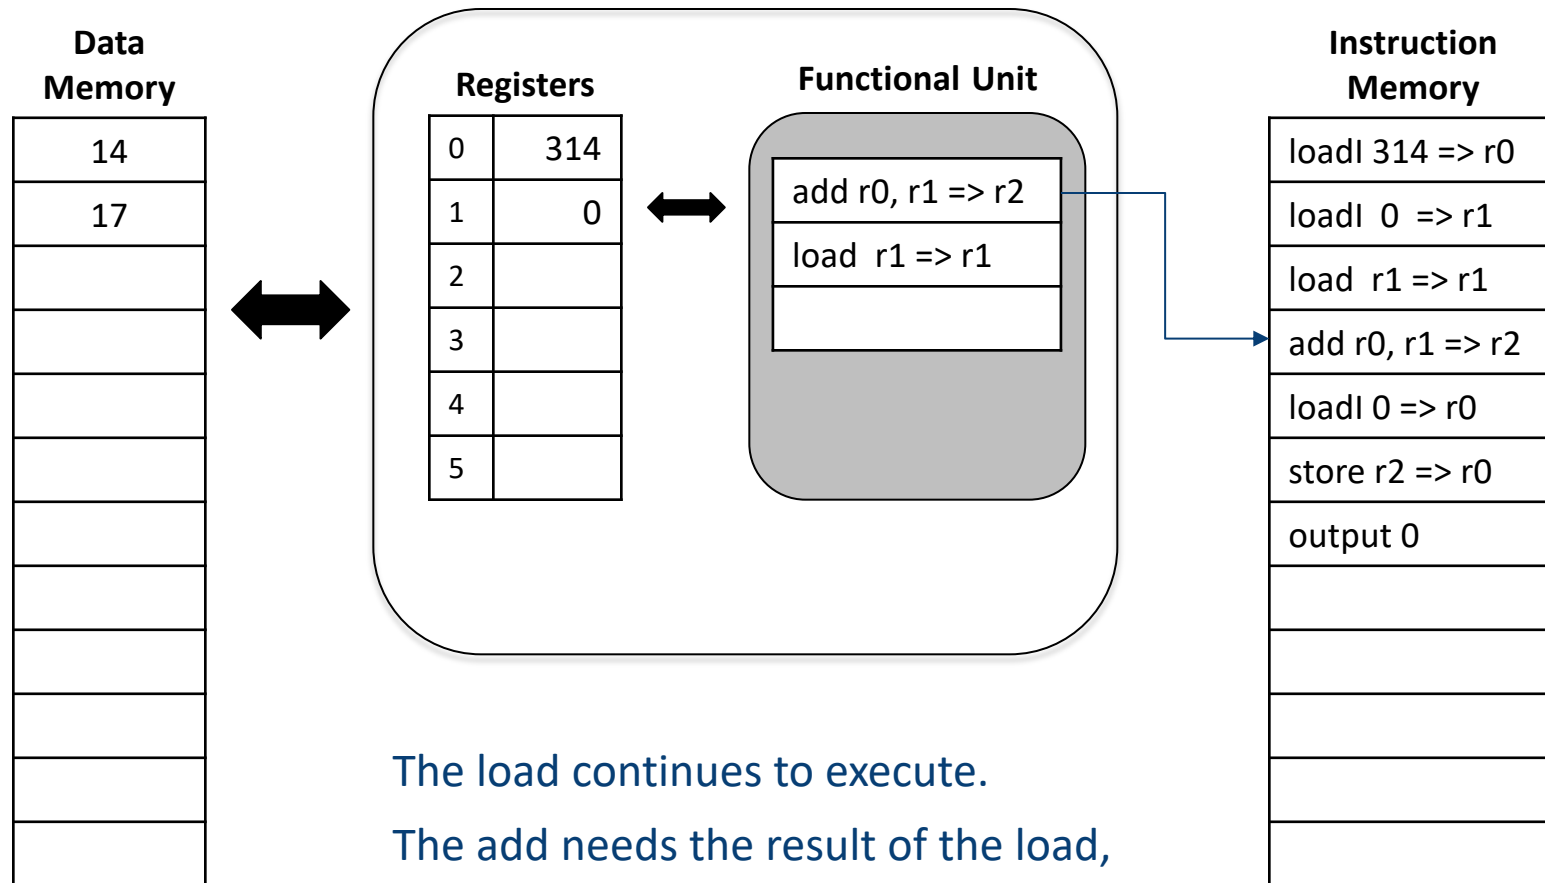 Data
Memory
14
17
Registers
0 314
1 0
2
3
4
5
Functional Unit
add r0, r1 => r2
load  r1 => r1
Instruction
Memory
loadI 314 => r0
loadI  0  => r1
load  r1 => r1
add r0, r1 => r2
loadI 0 => r0
store r2 => r0
output 0
The load continues to execute.
The add needs the result of the load,